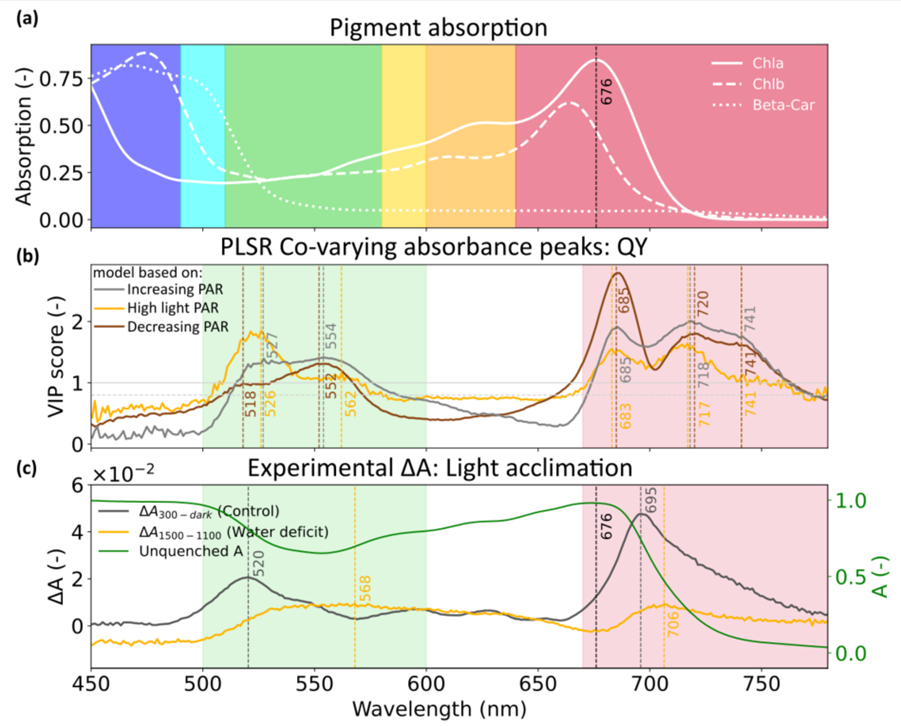 (a)
Pigment absorption
Absorption (-)
0.75
0.50
0.25
0.00
676
Chla
Chlb
Beta-Car
(b)
PLSR Co-varying absorbance peaks: QY
VIP score (-)
2
1
0
model based on:
Increasing PAR
High light PAR
Decreasing PAR
518
526
527
552
554
562
683
685
685
717
718
720
741
741
741
(c)
Experimental ΔA: Light acclimation
×10−2
ΔA (-)
6
4
2
0
ΔA300−dark (Control)
ΔA1500−1100 (Water deficit)
Unquenched A
520
568
676
695
706
1.0
0.5
0.0
A (-)
450 500 550 600 650 700 750
Wavelength (nm)